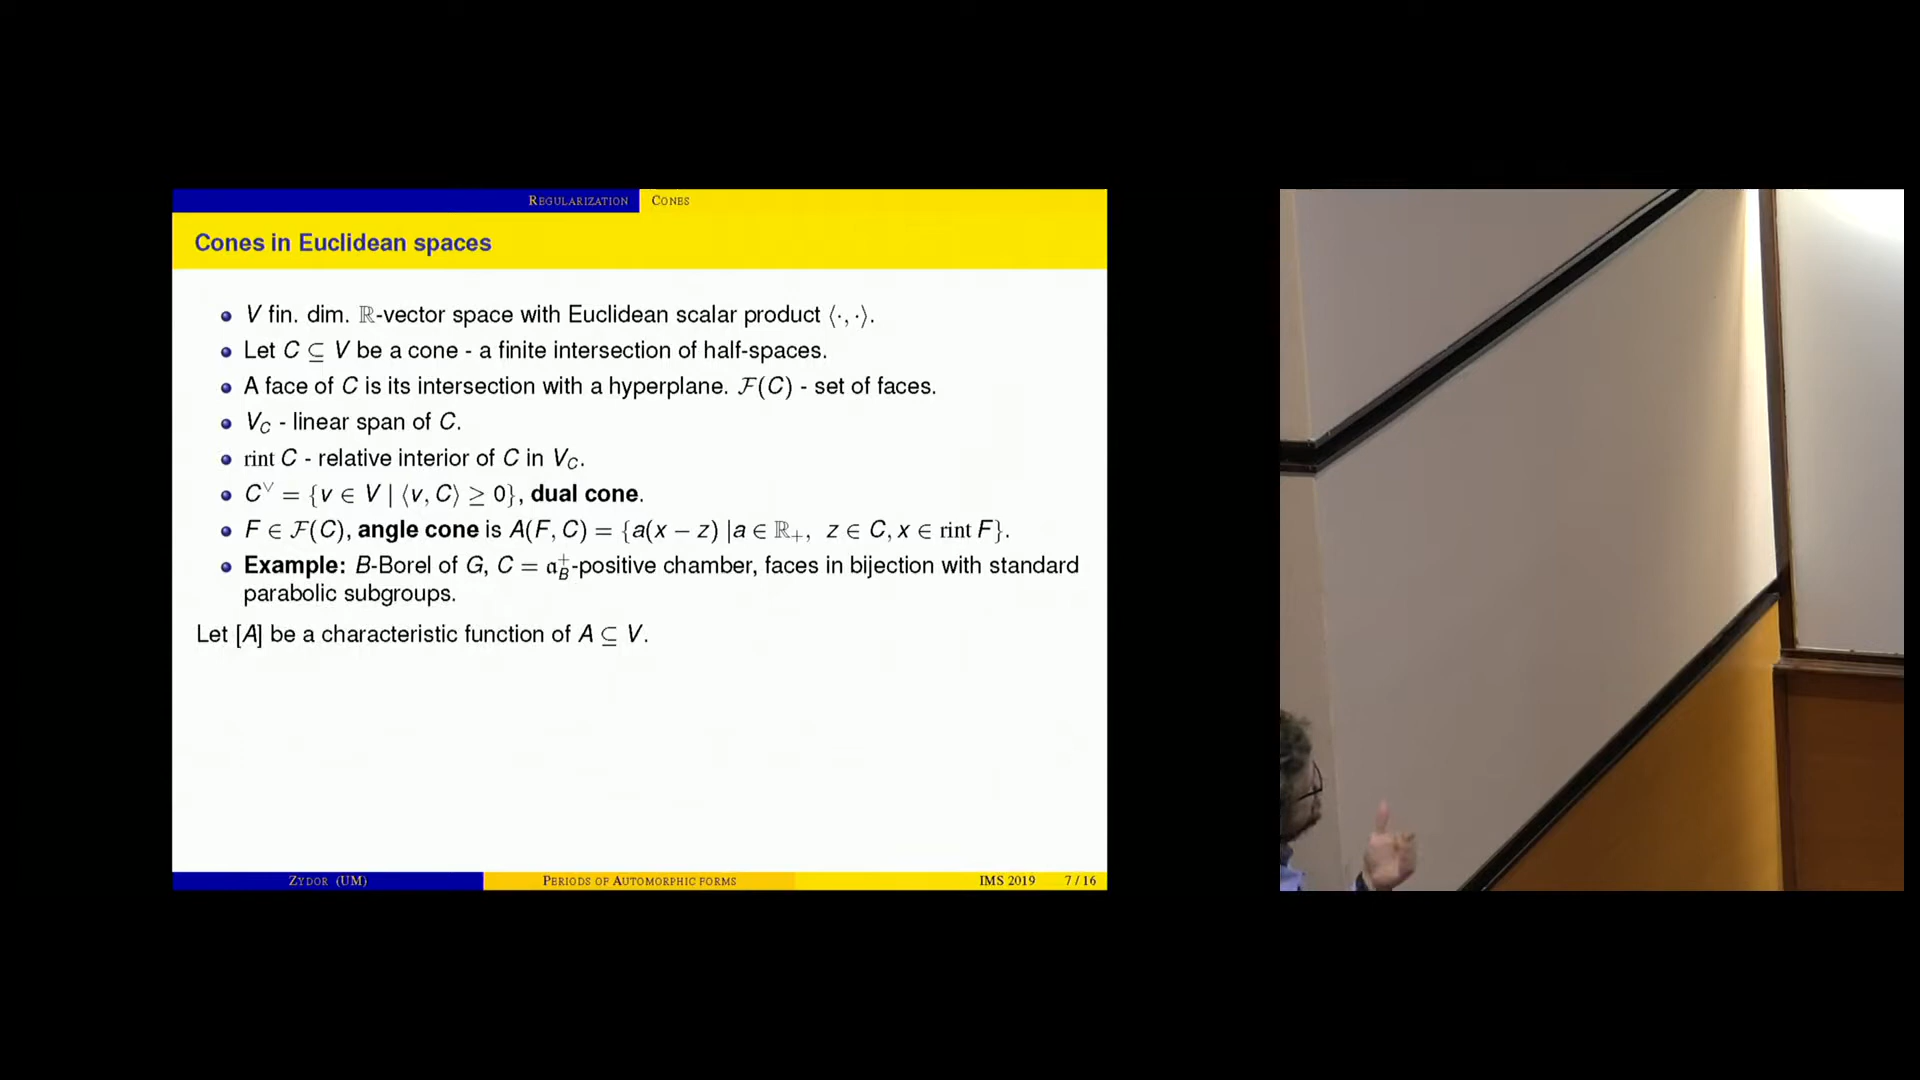 REGULARIZATION CONES
Cones in Euclidean spaces
V fin. dim. ℝ-vector space with Euclidean scalar product ⟨·, ·⟩.
Let C ⊆ V be a cone - a finite intersection of half-spaces.
A face of C is its intersection with a hyperplane. ℱ(C) - set of faces.
V_C - linear span of C.
rint C - relative interior of C in V_C.
C^∨ = {v ∈ V | ⟨v, C⟩ ≥ 0}, dual cone.
F ∈ ℱ(C), angle cone is A(F, C) = {a(x − z) |a ∈ ℝ₊, z ∈ C, x ∈ rint F}.
Example: B-Borel of G, C = 𝔞_B^+-positive chamber, faces in bijection with standard
parabolic subgroups.
Let [A] be a characteristic function of A ⊆ V.
ZYDOR (UM) PERIODS OF AUTOMORPHIC FORMS IMS 2019 7 / 16